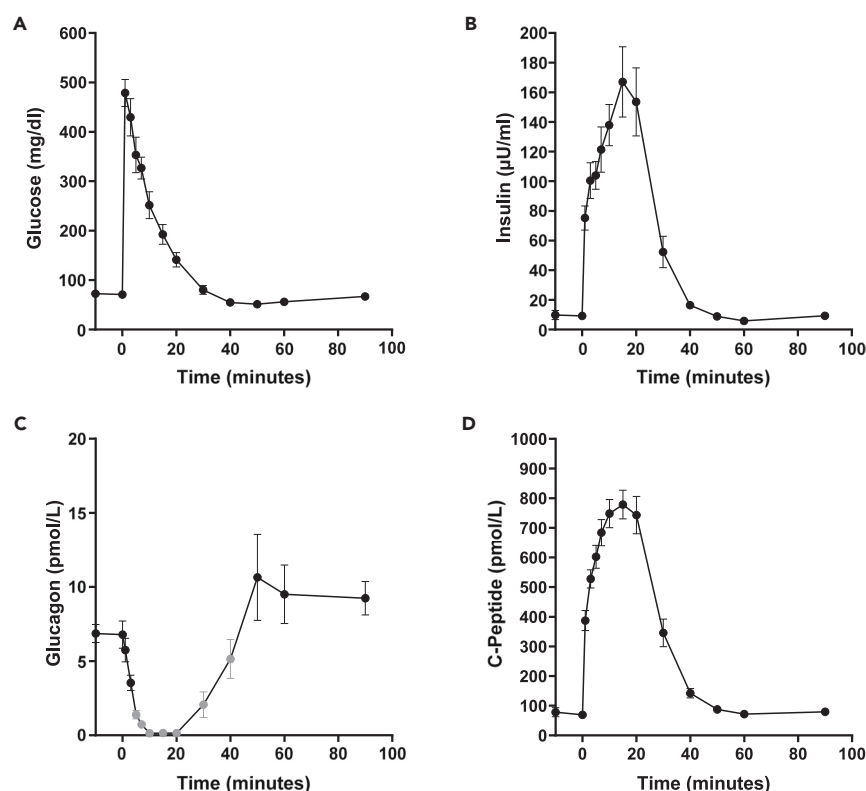 A
600
500
400
300
200
100
0
Glucose (mg/dl)
0 20 40 60 80 100
Time (minutes)
B
200
180
160
140
120
100
80
60
40
20
0
Insulin (µU/ml)
0 20 40 60 80 100
Time (minutes)
C
20
15
10
5
0
Glucagon (pmol/L)
0 20 40 60 80 100
Time (minutes)
D
1000
900
800
700
600
500
400
300
200
100
0
C-Peptide (pmol/L)
0 20 40 60 80 100
Time (minutes)